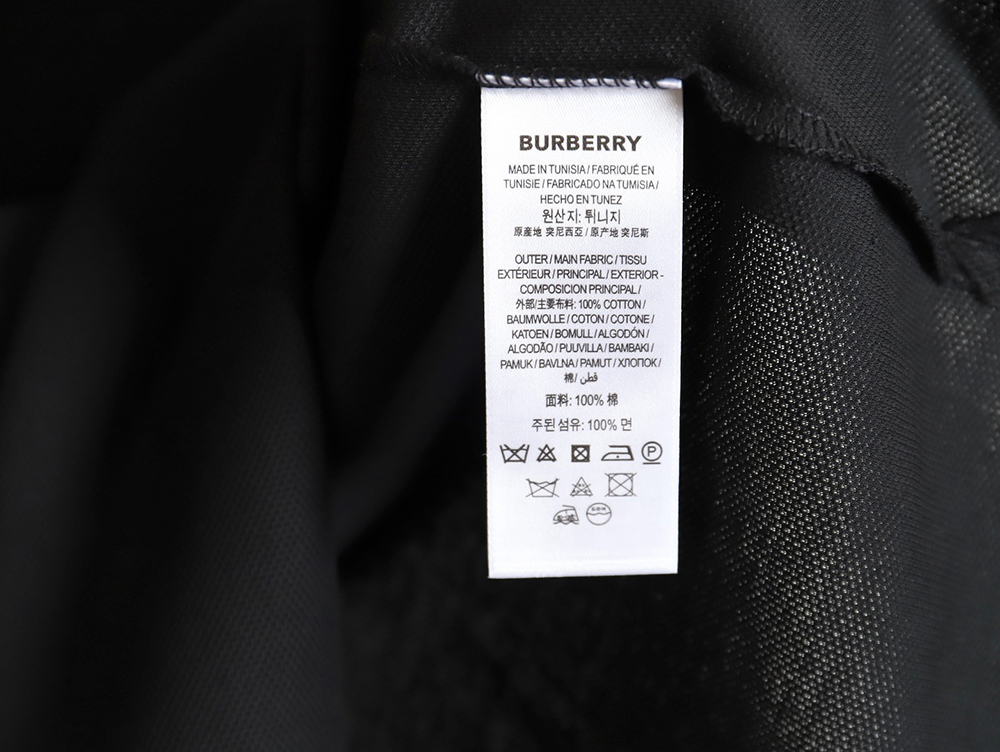 BURBERRY
MADE IN TUNISIA / FABRIQUÉ EN
TUNISIE / FABRICADO NA TUMISIA /
HECHO EN TUNEZ
원산지: 튀니지
原産地 突尼西亞 / 原产地 突尼斯
OUTER / MAIN FABRIC / TISSU
EXTÉRIEUR / PRINCIPAL / EXTERIOR -
COMPOSICION PRINCIPAL /
外部/主要布料: 100% COTTON /
BAUMWOLLE / COTON / COTONE /
KATOEN / BOMULL / ALGODÓN /
ALGODÃO / PUUVILLA / BAMBAKI /
PAMUK / BAVLNA / PAMUT / ХЛОПОК /
棉/ قطن
面料: 100% 棉
주된 섬유: 100% 면
P